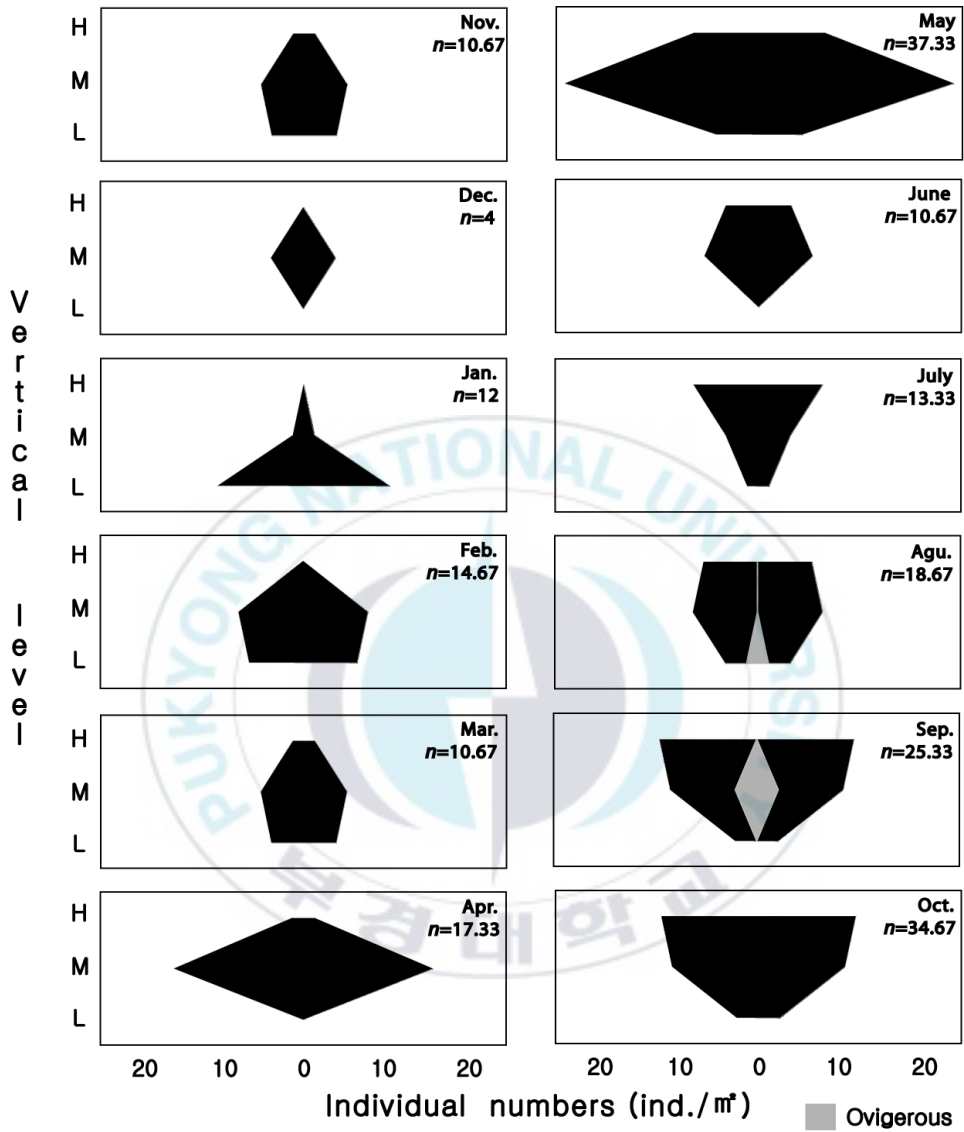 H
M
L
Nov.
n=10.67
May
n=37.33
H
M
L
Dec.
n=4
June
n=10.67
H
M
L
Jan.
n=12
July
n=13.33
H
M
L
Feb.
n=14.67
Agu.
n=18.67
H
M
L
Mar.
n=10.67
Sep.
n=25.33
H
M
L
Apr.
n=17.33
Oct.
n=34.67
Vertical level
20 10 0 10 20
20 10 0 10 20
Individual numbers (ind./㎡)
Ovigerous
PUKYONG NATIONAL UNIVERSITY
부경대학교